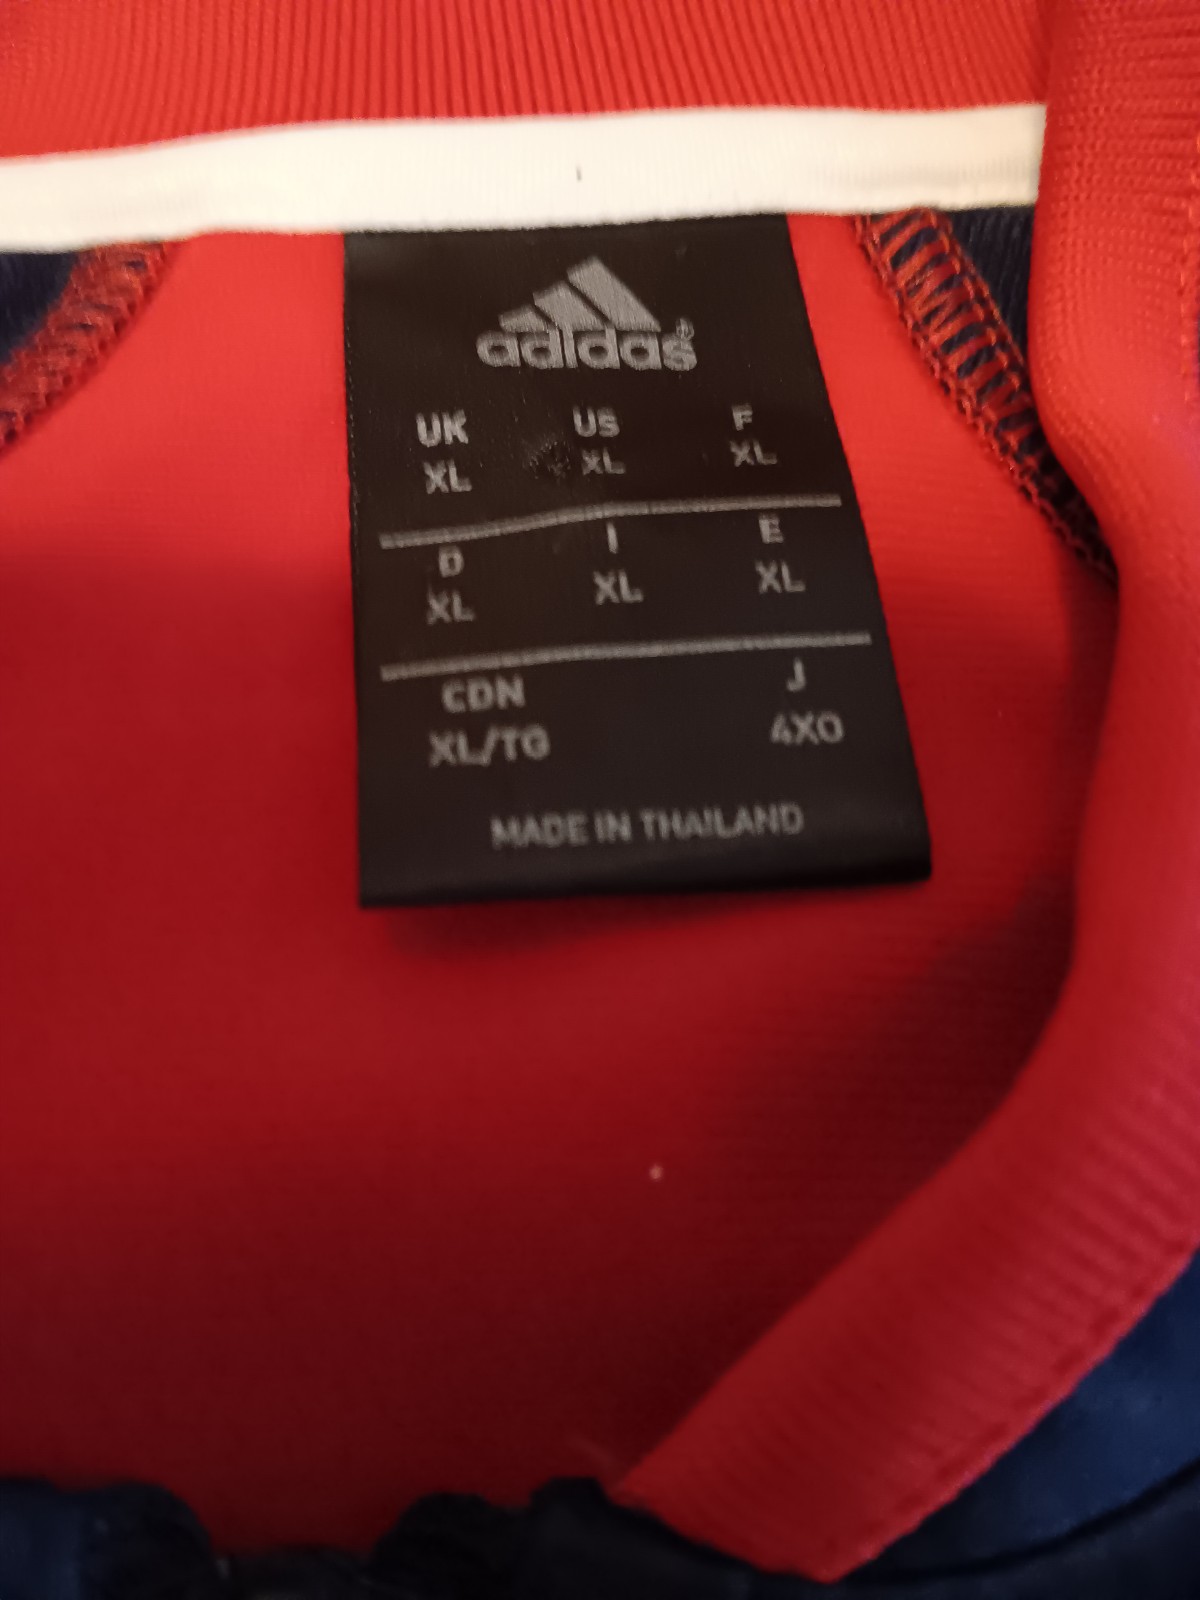 adidas®
UK US F
XL XL XL
D I E
XL XL XL
CDN J
XL/TG 4XO
MADE IN THAILAND